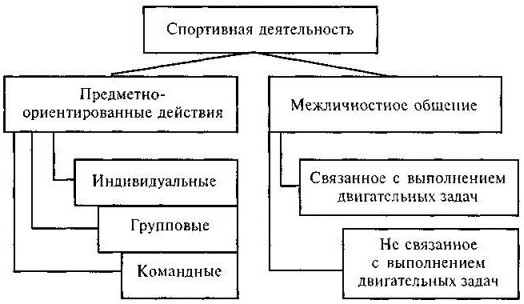 Спортивная деятельность
Предметно-
ориентированные действия
Индивидуальные
Групповые
Командные
Межличностное общение
Связанное с выполнением
двигательных задач
Не связанное
с выполнением
двигательных задач